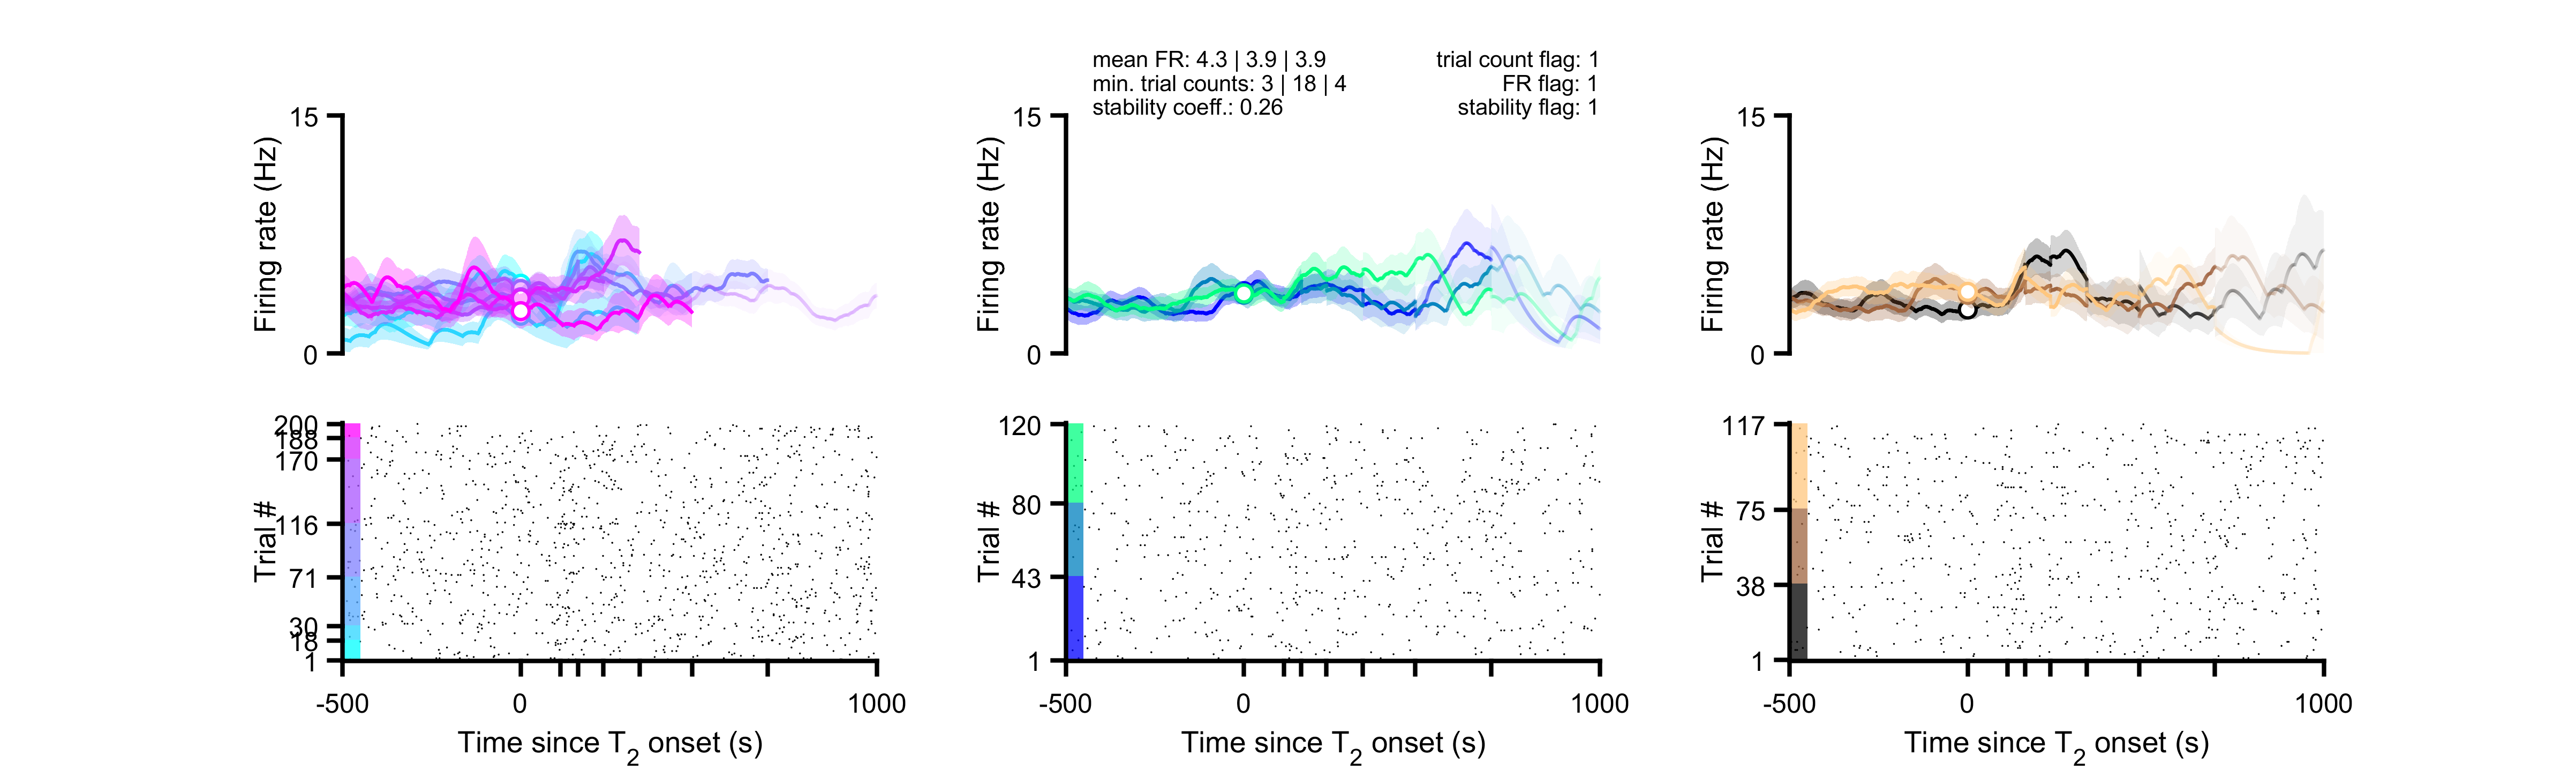 mean FR: 4.3 | 3.9 | 3.9
min. trial counts: 3 | 18 | 4
stability coeff.: 0.26
trial count flag: 1
FR flag: 1
stability flag: 1
15
Firing rate (Hz)
0
15
Firing rate (Hz)
0
15
Firing rate (Hz)
0
200
188
170
116
71
30
18
1
Trial #
-500
0
1000
Time since T2 onset (s)
120
80
43
1
Trial #
-500
0
1000
Time since T2 onset (s)
117
75
38
1
Trial #
-500
0
1000
Time since T2 onset (s)